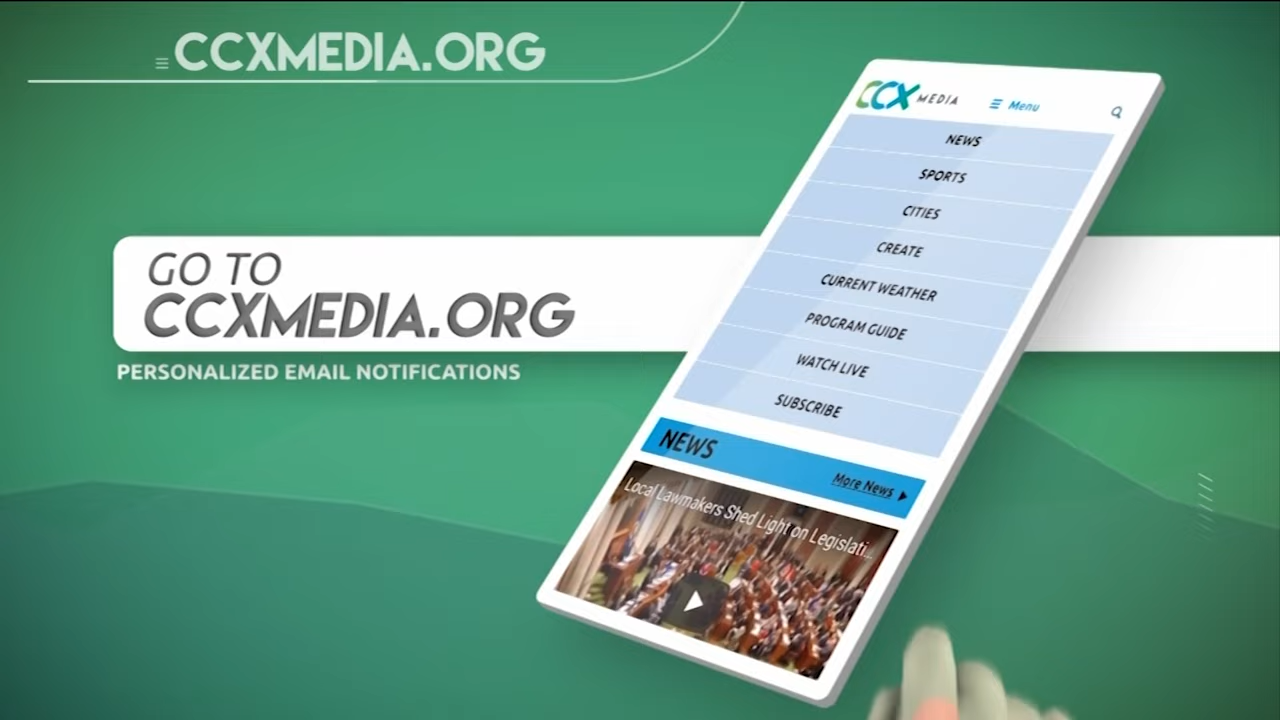 CCXMEDIA.ORG
GO TO
CCXMEDIA.ORG
PERSONALIZED EMAIL NOTIFICATIONS
CCX MEDIA
Menu
NEWS
SPORTS
CITIES
CREATE
CURRENT WEATHER
PROGRAM GUIDE
WATCH LIVE
SUBSCRIBE
NEWS
More News
Local Lawmakers Shed Light on Legislati...